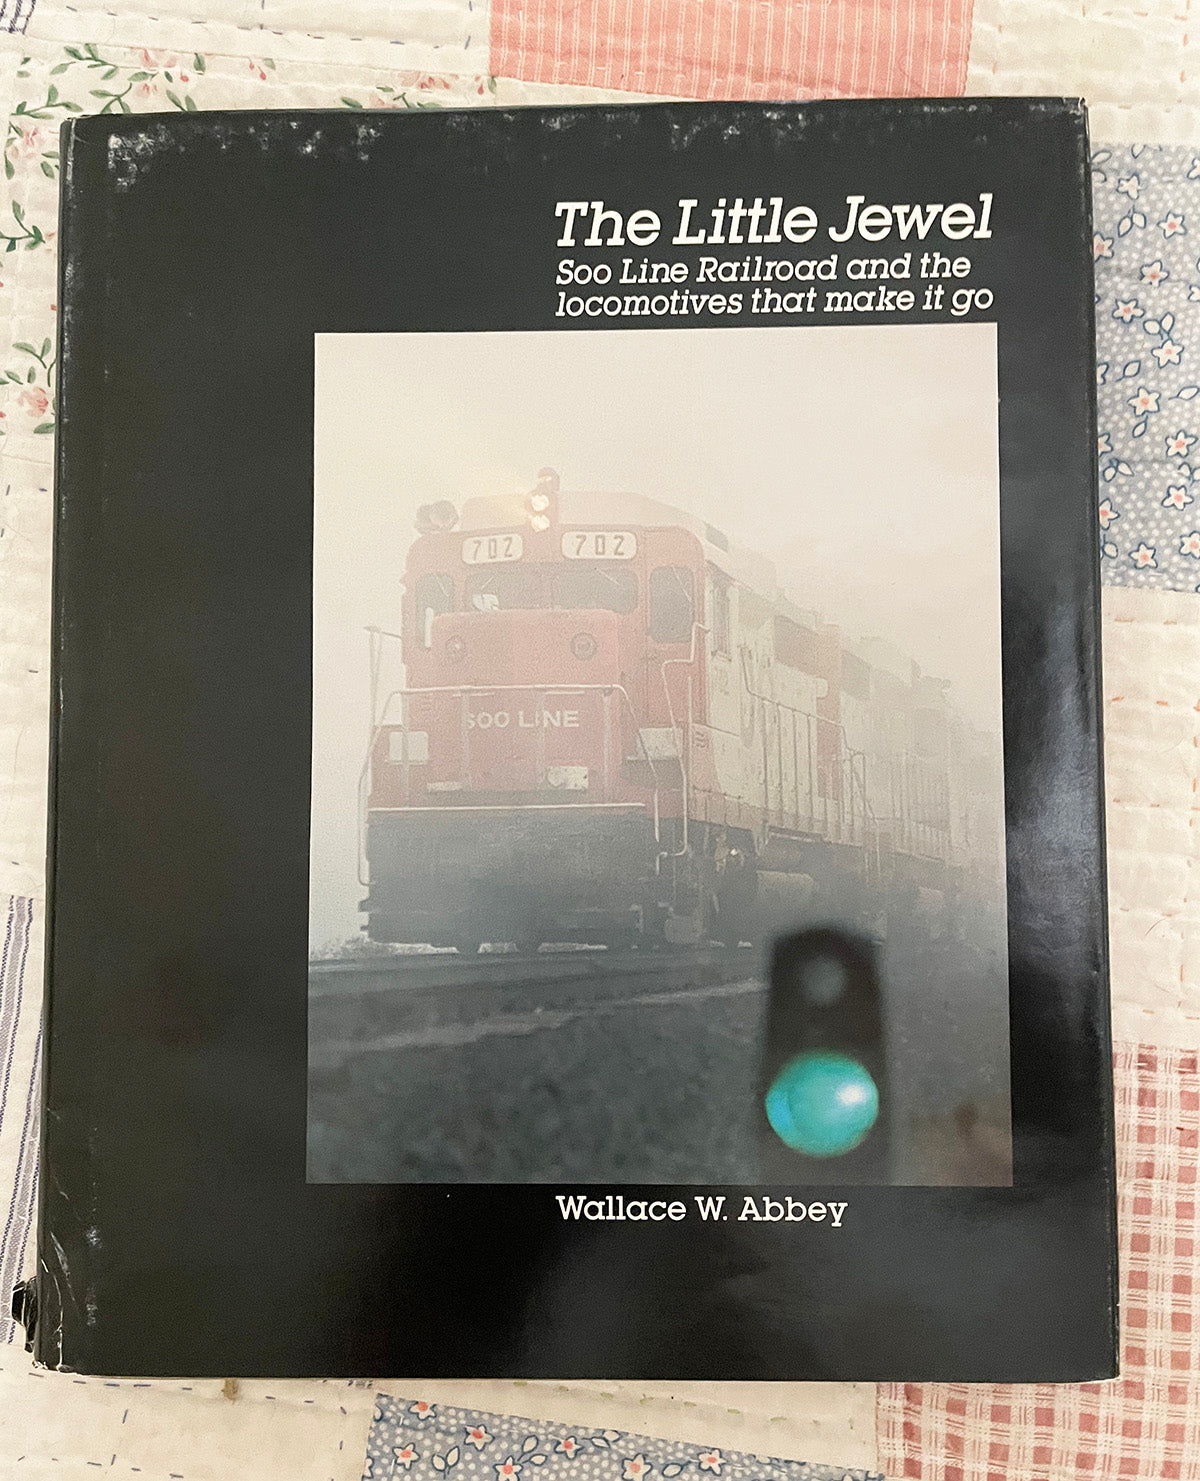 The Little Jewel
Soo Line Railroad and the
locomotives that make it go
702 702
SOO LINE
Wallace W. Abbey